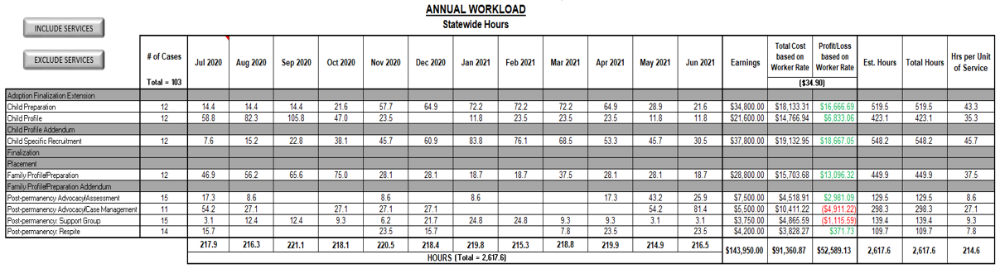 ANNUAL WORKLOAD
Statewide Hours
INCLUDE SERVICES
EXCLUDE SERVICES
# of Cases Total = 103 Jul 2020 Aug 2020 Sep 2020 Oct 2020 Nov 2020 Dec 2020 Jan 2021 Feb 2021 Mar 2021 Apr 2021 May 2021 Jun 2021 Earnings Total Cost based on Worker Rate Profit/Loss based on Worker Rate ($34.90) Est. Hours Total Hours Hrs per Unit of Service
Adoption Finalization Extension
Child Preparation 12 14.4 14.4 14.4 21.6 57.7 64.9 72.2 72.2 72.2 64.9 28.9 21.6 $34,800.00 $18,133.31 $16,666.69 519.5 519.5 43.3
Child Profile 12 58.8 82.3 105.8 47.0 23.5 11.8 23.5 23.5 23.5 11.8 11.8 $21,600.00 $14,766.94 $6,833.06 423.1 423.1 35.3
Child Profile Addendum
Child Specific Recruitment 12 7.6 15.2 22.8 38.1 45.7 60.9 83.8 76.1 68.5 53.3 45.7 30.5 $37,800.00 $19,132.95 $18,667.05 548.2 548.2 45.7
Finalization
Placement
Family Profile/Preparation 12 46.9 56.2 65.6 75.0 28.1 28.1 18.7 18.7 37.5 28.1 28.1 18.7 $28,800.00 $15,703.68 $13,096.32 449.9 449.9 37.5
Family Profile/Preparation Addendum
Post-permanency Advocacy/Assessment 15 17.3 8.6 8.6 8.6 17.3 43.2 25.9 $7,500.00 $4,518.91 $2,981.09 129.5 129.5 8.6
Post-permanency Advocacy/Case Management 11 54.2 27.1 27.1 27.1 27.1 54.2 81.4 $5,500.00 $10,411.22 ($4,911.22) 298.3 298.3 27.1
Post-permanency: Support Group 15 3.1 12.4 12.4 9.3 6.2 21.7 24.8 24.8 9.3 9.3 3.1 3.1 $3,750.00 $4,865.59 ($1,115.59) 139.4 139.4 9.3
Post-permanency: Respite 14 15.7 23.5 15.7 7.8 23.5 23.5 $4,200.00 $3,828.27 $371.73 109.7 109.7 7.8
217.9 216.3 221.1 218.1 220.5 218.4 219.8 215.3 218.8 219.9 214.9 216.5 $143,950.00 $91,360.87 $52,589.13 2,617.6 2,617.6 214.6
HOURS (Total = 2,617.6)